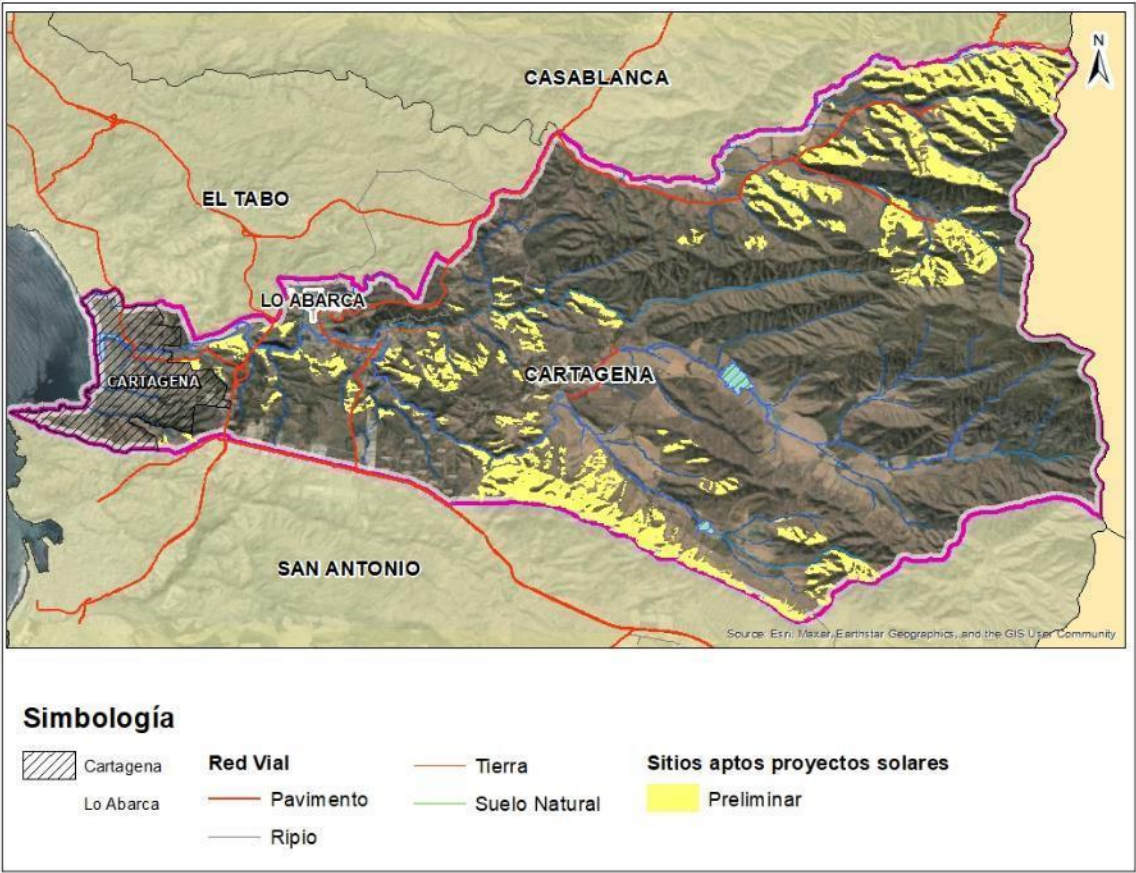 N
CASABLANCA
EL TABO
LO ABARCA
CARTAGENA
CARTAGENA
SAN ANTONIO
Source: Esri, Maxar, Earthstar Geographics, and the GIS User Community
Simbología
Cartagena
Lo Abarca
Red Vial
Pavimento
Ripio
Tierra
Suelo Natural
Sitios aptos proyectos solares
Preliminar